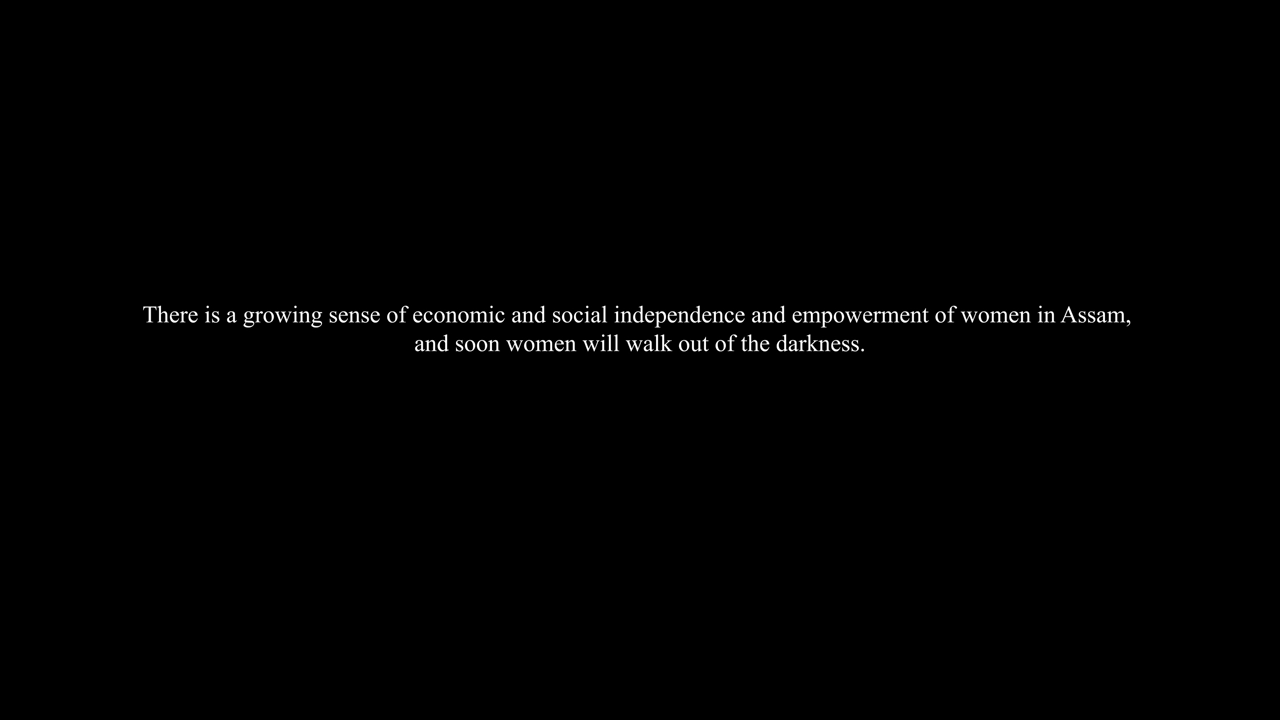 There is a growing sense of economic and social independence and empowerment of women in Assam,
and soon women will walk out of the darkness.